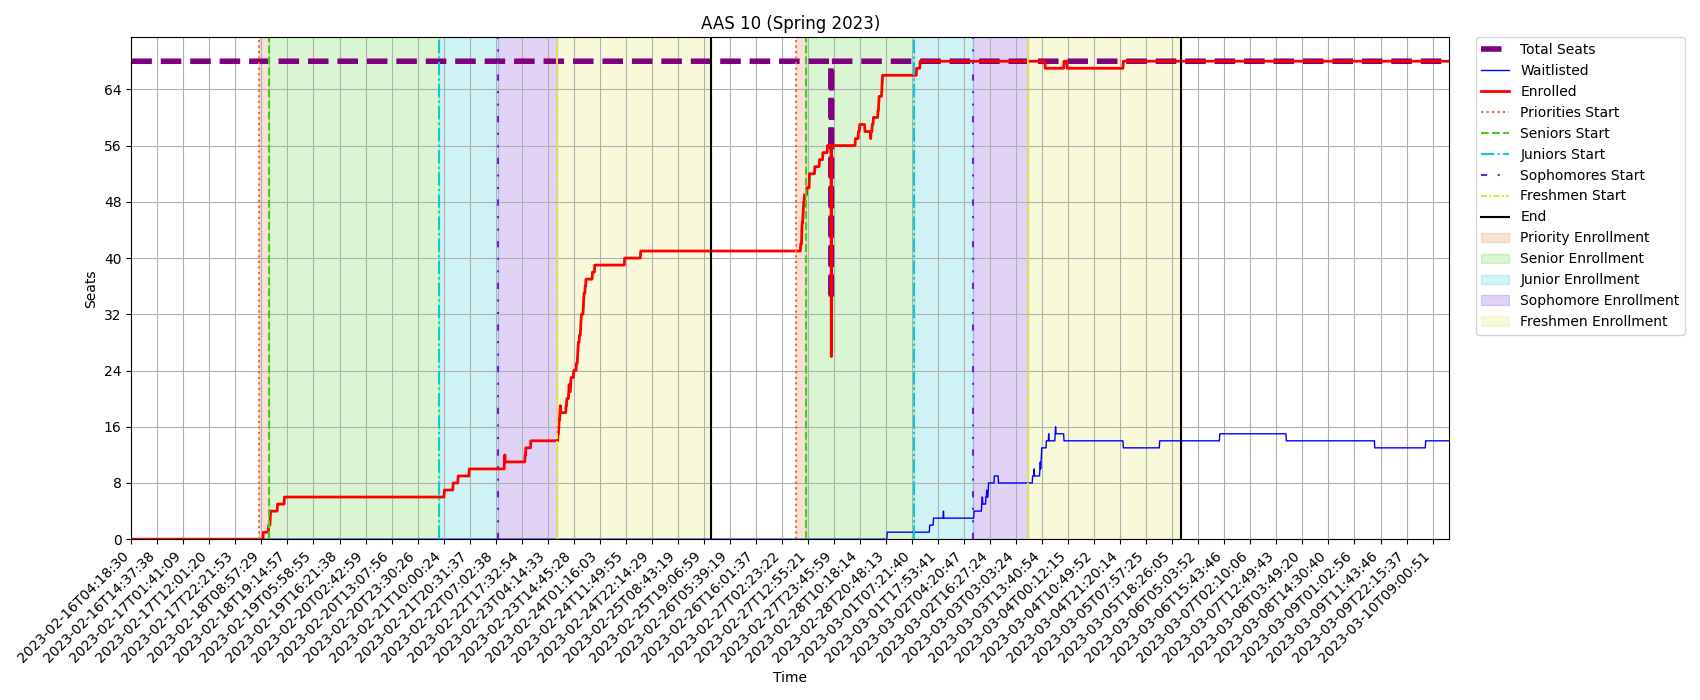 AAS 10 (Spring 2023)
Total Seats
Waitlisted
Enrolled
Priorities Start
Seniors Start
Juniors Start
Sophomores Start
Freshmen Start
End
Priority Enrollment
Senior Enrollment
Junior Enrollment
Sophomore Enrollment
Freshmen Enrollment
Seats
64
56
48
40
32
24
16
8
0
2023-02-16T04:18:30
2023-02-16T14:37:38
2023-02-17T01:41:09
2023-02-17T12:01:20
2023-02-17T22:21:53
2023-02-18T08:57:29
2023-02-18T19:14:57
2023-02-19T05:58:55
2023-02-19T16:21:38
2023-02-20T02:42:59
2023-02-20T13:07:56
2023-02-20T23:30:26
2023-02-21T10:00:24
2023-02-21T20:31:37
2023-02-22T07:02:38
2023-02-22T17:32:54
2023-02-23T04:14:33
2023-02-23T14:45:28
2023-02-24T01:16:03
2023-02-24T11:49:55
2023-02-24T22:14:29
2023-02-25T08:43:19
2023-02-25T19:06:59
2023-02-26T05:39:19
2023-02-26T16:01:37
2023-02-27T02:23:22
2023-02-27T12:55:21
2023-02-27T23:45:59
2023-02-28T10:18:14
2023-02-28T20:48:13
2023-03-01T07:21:40
2023-03-01T17:53:41
2023-03-02T04:20:47
2023-03-02T16:27:24
2023-03-03T03:03:24
2023-03-03T13:40:54
2023-03-04T00:12:15
2023-03-04T10:49:52
2023-03-04T21:20:14
2023-03-05T07:57:25
2023-03-05T18:26:05
2023-03-06T05:03:52
2023-03-06T15:43:46
2023-03-07T02:10:06
2023-03-07T12:49:43
2023-03-08T03:49:20
2023-03-08T14:30:40
2023-03-09T01:02:56
2023-03-09T11:43:46
2023-03-09T22:15:37
2023-03-10T09:00:51
Time